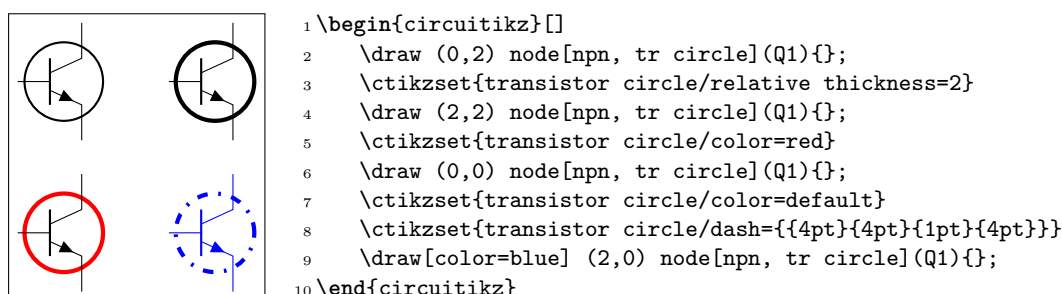 1 \begin{circuitikz}[]
2 \draw (0,2) node[npn, tr circle](Q1){};
3 \ctikzset{transistor circle/relative thickness=2}
4 \draw (2,2) node[npn, tr circle](Q1){};
5 \ctikzset{transistor circle/color=red}
6 \draw (0,0) node[npn, tr circle](Q1){};
7 \ctikzset{transistor circle/color=default}
8 \ctikzset{transistor circle/dash={{4pt}{4pt}{1pt}{4pt}}}
9 \draw[color=blue] (2,0) node[npn, tr circle](Q1){};
10 \end{circuitikz}